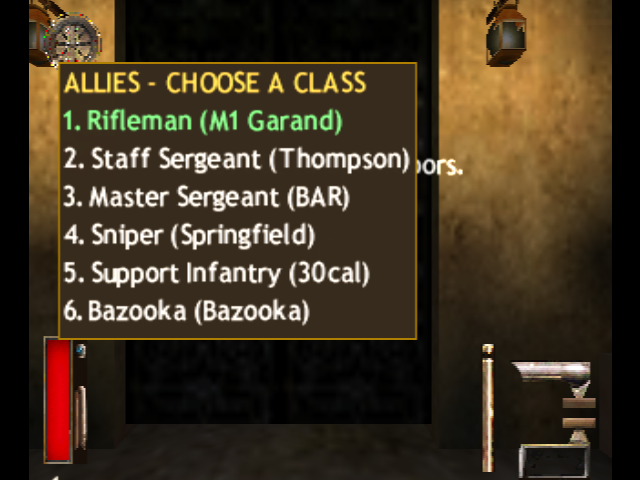 ALLIES - CHOOSE A CLASS
1. Rifleman (M1 Garand)
2. Staff Sergeant (Thompson)
3. Master Sergeant (BAR)
4. Sniper (Springfield)
5. Support Infantry (30cal)
6. Bazooka (Bazooka)